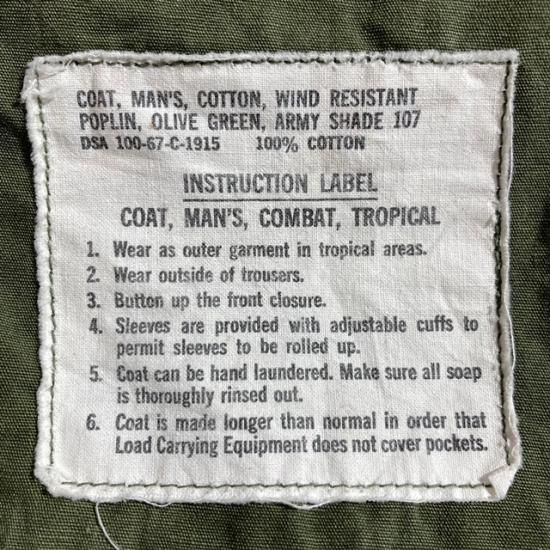 COAT, MAN'S, COTTON, WIND RESISTANT
POPLIN, OLIVE GREEN, ARMY SHADE 107
DSA 100-67-C-1915 100% COTTON
INSTRUCTION LABEL
COAT, MAN'S, COMBAT, TROPICAL
1. Wear as outer garment in tropical areas.
2. Wear outside of trousers.
3. Button up the front closure.
4. Sleeves are provided with adjustable cuffs to
permit sleeves to be rolled up.
5. Coat can be hand laundered. Make sure all soap
is thoroughly rinsed out.
6. Coat is made longer than normal in order that
Load Carrying Equipment does not cover pockets.